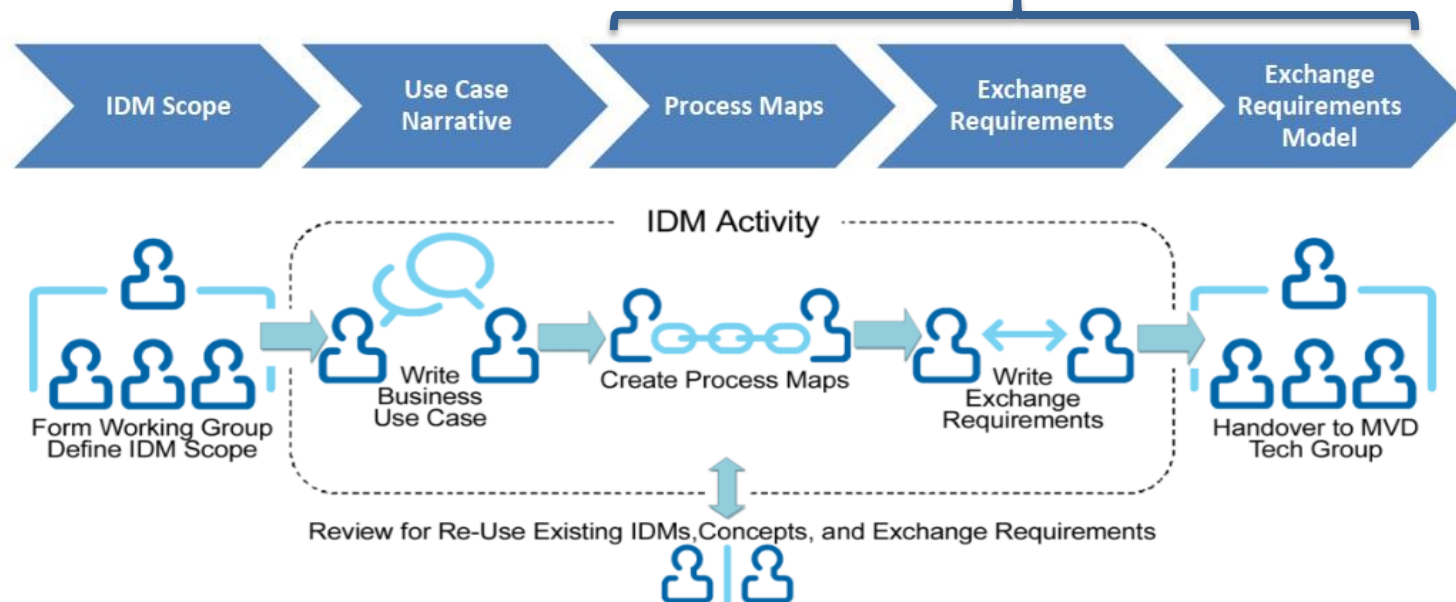 IDM Scope
Use Case
Narrative
Process Maps
Exchange
Requirements
Exchange
Requirements
Model
IDM Activity
Form Working Group
Define IDM Scope
Write
Business
Use Case
Create Process Maps
Write
Exchange
Requirements
Handover to MVD
Tech Group
Review for Re-Use Existing IDMs,Concepts, and Exchange Requirements